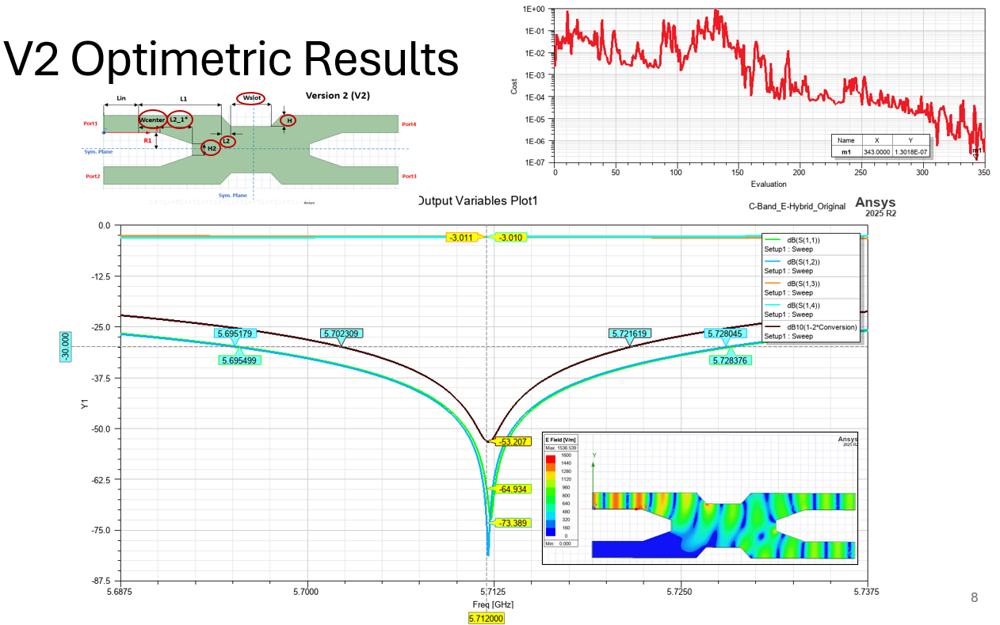 V2 Optimetric Results
Version 2 (V2)
Lin
L1
Wslot
H
Port1
Wcenter
L2_1*
Port4
R1
L2
H2
Sym. Plane
Port2
Port3
Sym. Plane
Ansys
1E+00
1E-01
1E-02
1E-03
1E-04
1E-05
1E-06
1E-07
Cost
0 50 100 150 200 250 300 350
Evaluation
Name X Y
m1 343.0000 1.3018E-07
m1
Output Variables Plot1
C-Band_E-Hybrid_Original
Ansys
2025 R2
0.0
-12.5
-25.0
-37.5
-50.0
-62.5
-75.0
-87.5
Y1
-30.000
-3.011
-3.010
5.695179
5.702309
5.721619
5.728045
5.695499
5.728376
-53.207
-64.934
-73.389
dB(S(1,1))
Setup1 : Sweep
dB(S(1,2))
Setup1 : Sweep
dB(S(1,3))
Setup1 : Sweep
dB(S(1,4))
Setup1 : Sweep
dB10(1-2*Conversion)
Setup1 : Sweep
E Field [V/m]
Max: 1536.539
1600
1440
1280
1120
960
800
640
480
320
160
0
Min: 0.000
Y
Ansys
2025 R2
5.6875 5.7000 5.7125 5.7250 5.7375
Freq [GHz]
5.712000
8